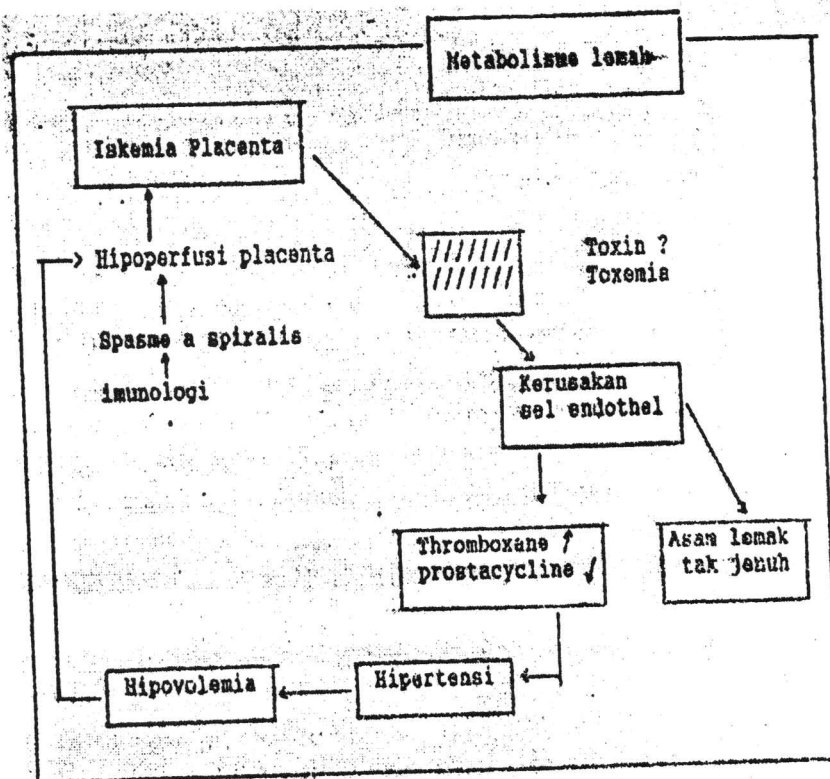 Metabolisme lemak
Iskemia Placenta
Hipoperfusi placenta
Toxin ?
Toxemia
Spasme a spiralis
imunologi
Kerusakan
sel endothel
Thromboxane ↑
prostacycline ↓
Asam lemak
tak jenuh
Hipovolemia
Hipertensi